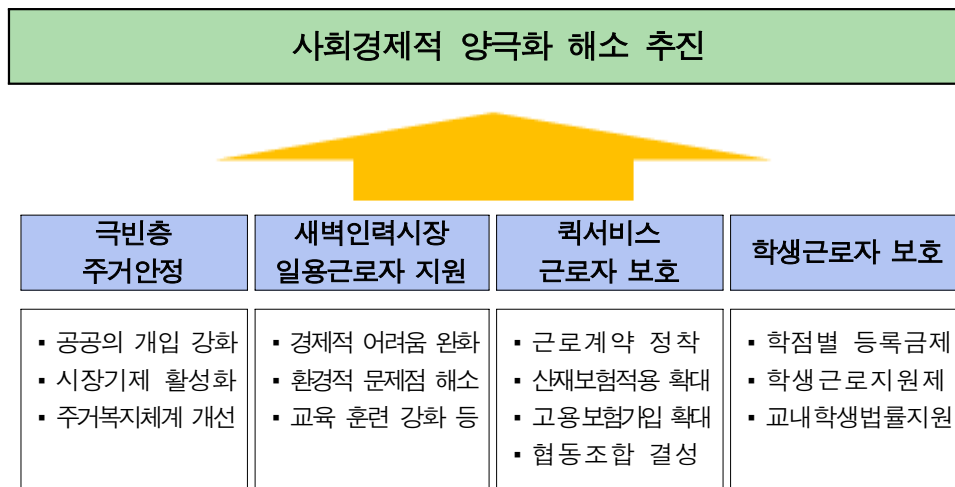 사회경제적 양극화 해소 추진
극빈층
주거안정
새벽인력시장
일용근로자 지원
퀵서비스
근로자 보호
학생근로자 보호
▪ 공공의 개입 강화
▪ 시장기제 활성화
▪ 주거복지체계 개선
▪ 경제적 어려움 완화
▪ 환경적 문제점 해소
▪ 교육 훈련 강화 등
▪ 근로계약 정착
▪ 산재보험적용 확대
▪ 고용보험가입 확대
▪ 협동조합 결성
▪ 학점별 등록금제
▪ 학생근로지원제
▪ 교내학생법률지원